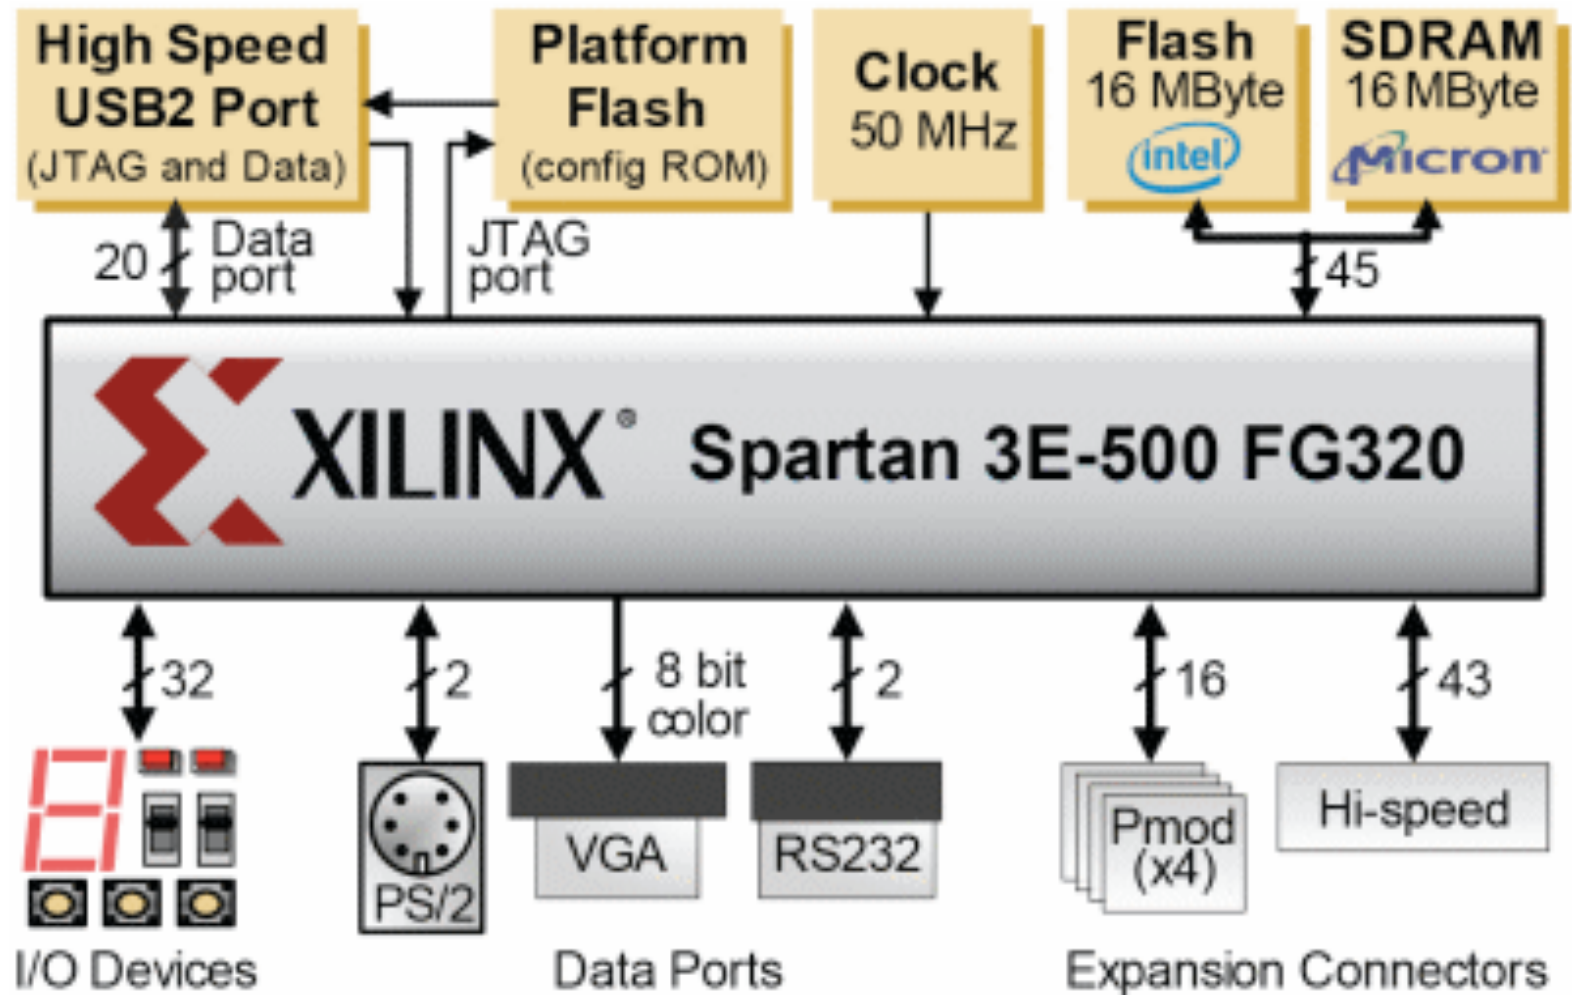 High Speed
USB2 Port
(JTAG and Data)
Platform
Flash
(config ROM)
Clock
50 MHz
Flash
16 MByte
intel
SDRAM
16 MByte
Micron
20
Data
port
JTAG
port
45
XILINX® Spartan 3E-500 FG320
32
2
8 bit
color
2
16
43
PS/2
VGA
RS232
Pmod
(x4)
Hi-speed
I/O Devices
Data Ports
Expansion Connectors